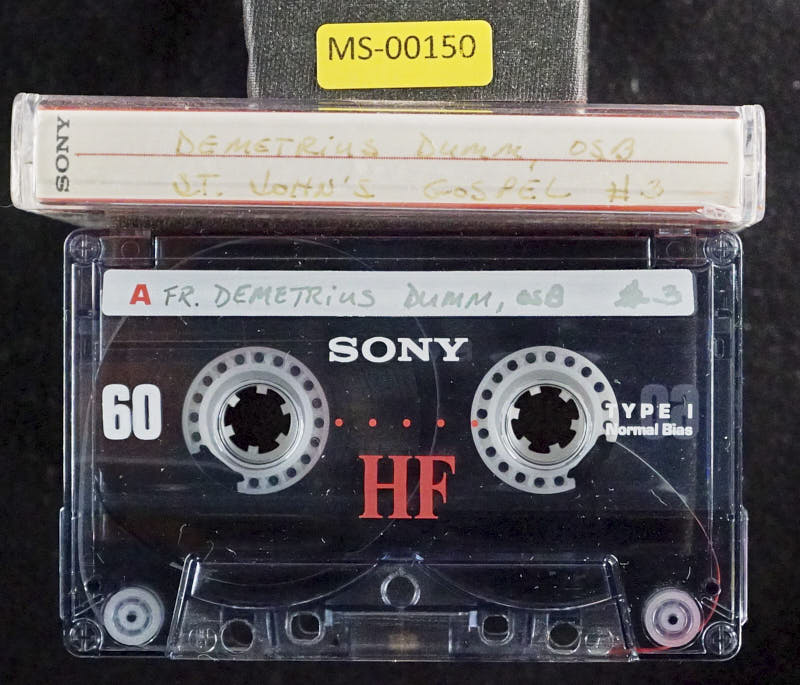 MS-00150
SONY
DEMETRIUS DUMM, OSB
ST. JOHN'S GOSPEL #3
A FR. DEMETRIUS DUMM, OSB #3
SONY
60
TYPE I
Normal Bias
HF